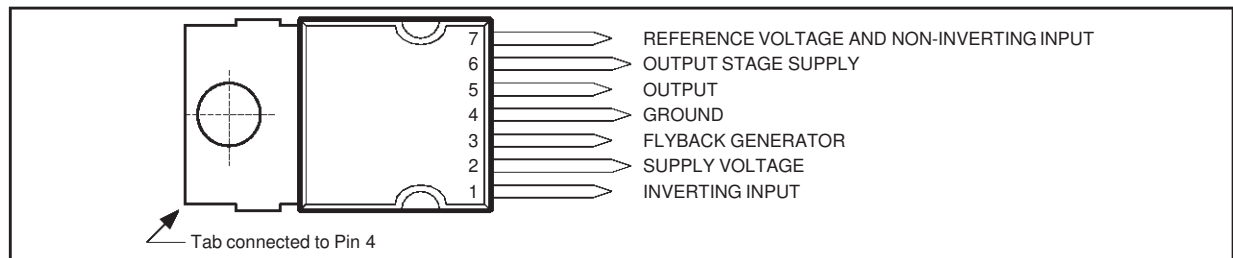 7 REFERENCE VOLTAGE AND NON-INVERTING INPUT
6 OUTPUT STAGE SUPPLY
5 OUTPUT
4 GROUND
3 FLYBACK GENERATOR
2 SUPPLY VOLTAGE
1 INVERTING INPUT
Tab connected to Pin 4